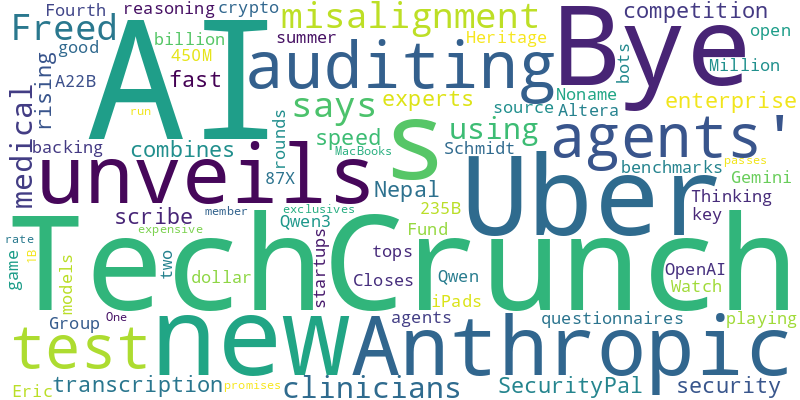 Fourth reasoning crypto
Freed billion
450M
good
A22B fast
AI
summer misalignment
Heritage
competition
open
Million
bots
Bye
auditing
rising
medical
run
says experts
source Noname
Altera
enterprise
agents'
backing
combines
rounds
speed
MacBooks
s
using
Schmidt
benchmarks passes
Gemini
Thinking
key
unveils
87X
Nepal
Uber
scribe member exclusives
Qwen3
expensive
235B
Fund
rate
1B
game
TechCrunch
models
two
dollar
startups
tops
Closes
Qwen
iPads
OpenAI
Watch
One
Group
new
agents
questionnaires
playing
test
Anthropic
Eric
transcription promises
clinicians
SecurityPal
security